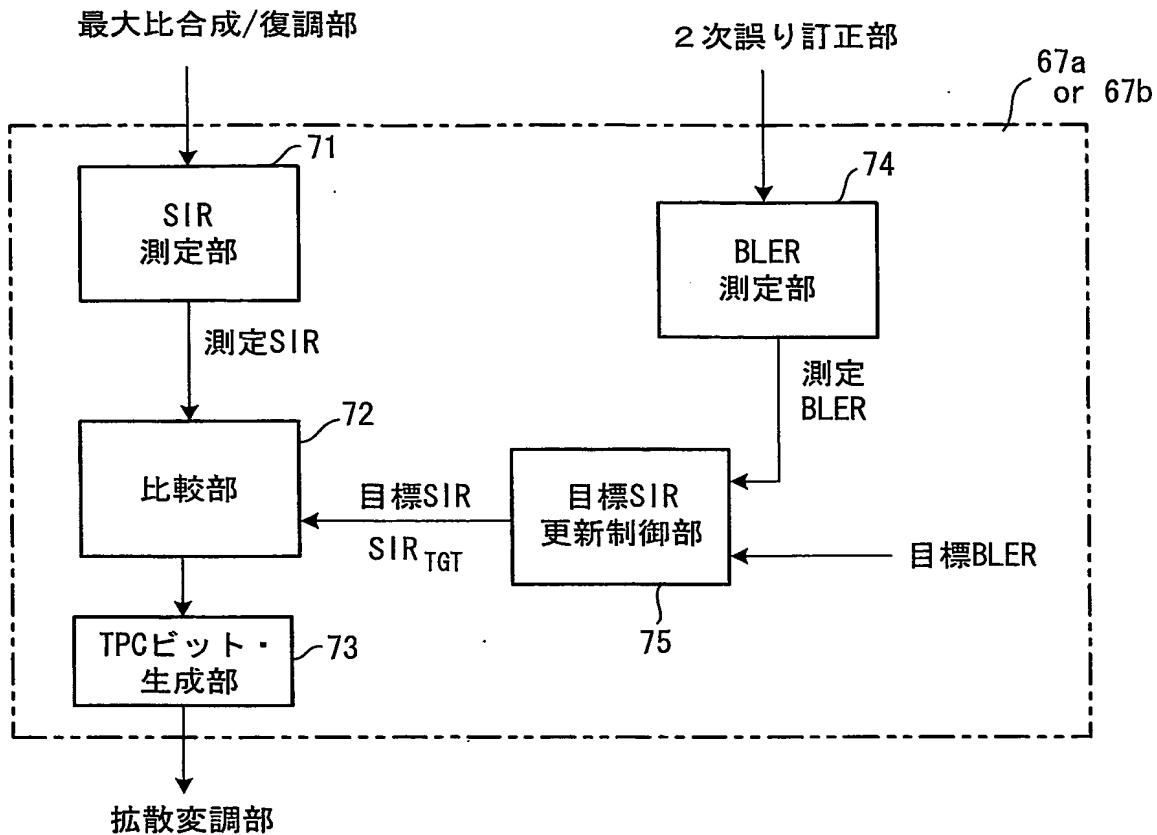 最大比合成/復調部
２次誤り訂正部
67a
or 67b
71
SIR
測定部
74
BLER
測定部
測定SIR
測定
BLER
72
比較部
目標SIR
SIRTGT
目標SIR
更新制御部
目標BLER
75
TPCビット・
生成部
73
拡散変調部